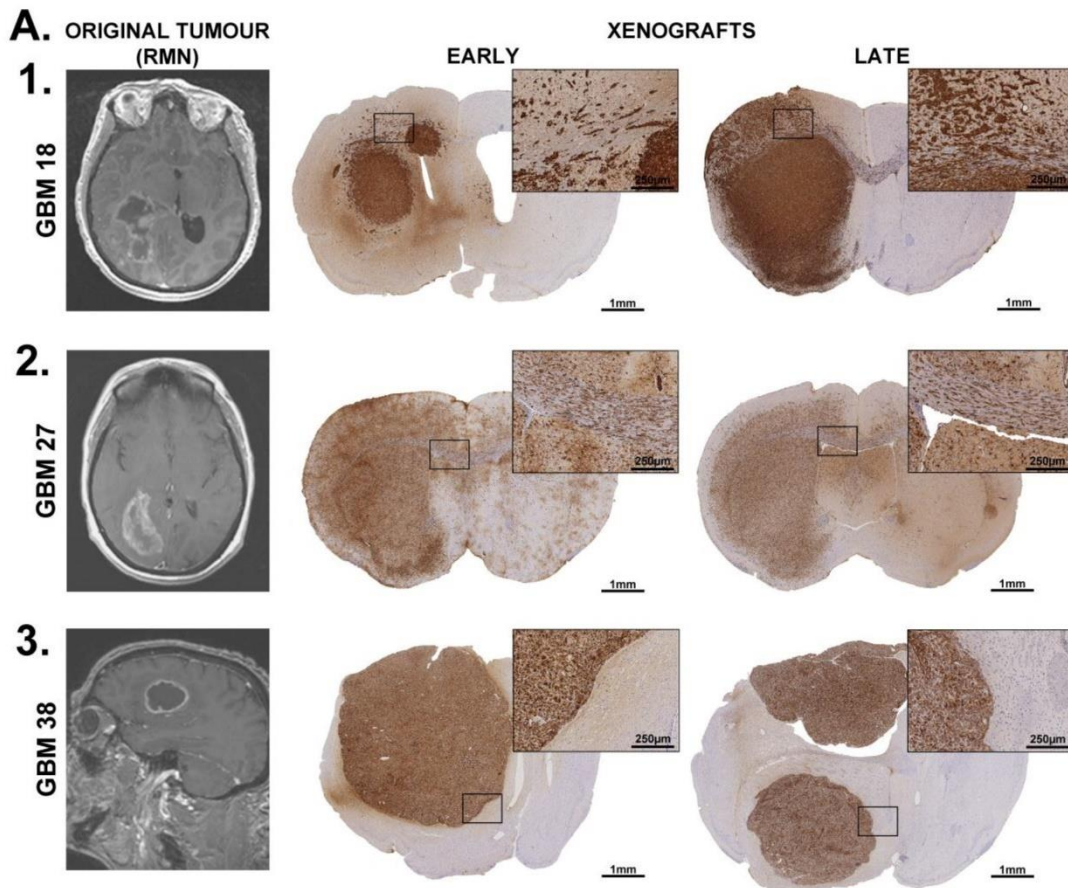 A.
ORIGINAL TUMOUR
(RMN)
XENOGRAFTS
EARLY
LATE
1.
GBM 18
250µm
1mm
250µm
1mm
2.
GBM 27
250µm
1mm
250µm
1mm
3.
GBM 38
250µm
1mm
250µm
1mm